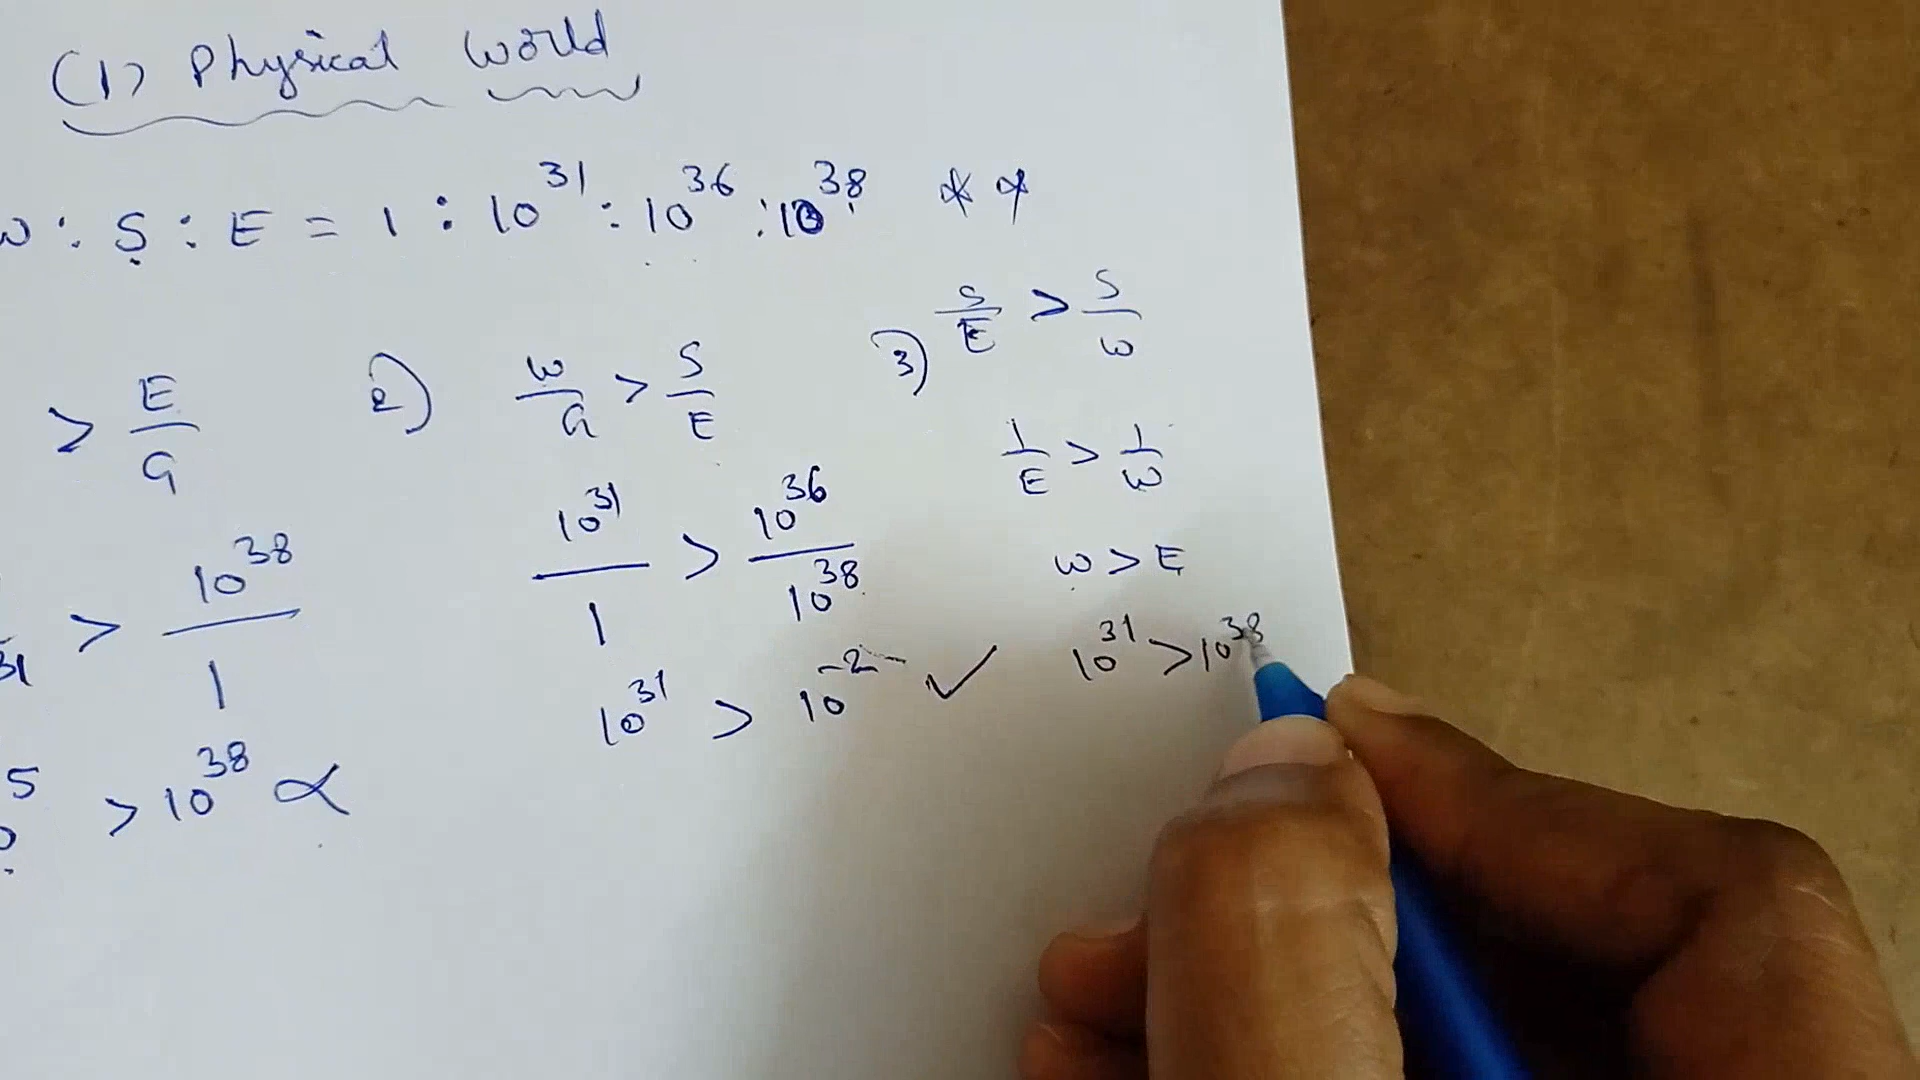 (1) Physical World
W : S : E = 1 : 10^31 : 10^36 : 10^38 **
> E/G
> 10^38/1
31
5 > 10^38 ×
2) W/G > S/E
10^31/1 > 10^36/10^38
10^31 > 10^-2 ✓
3) S/E > S/W
1/E > 1/W
W > E
10^31 > 10^38